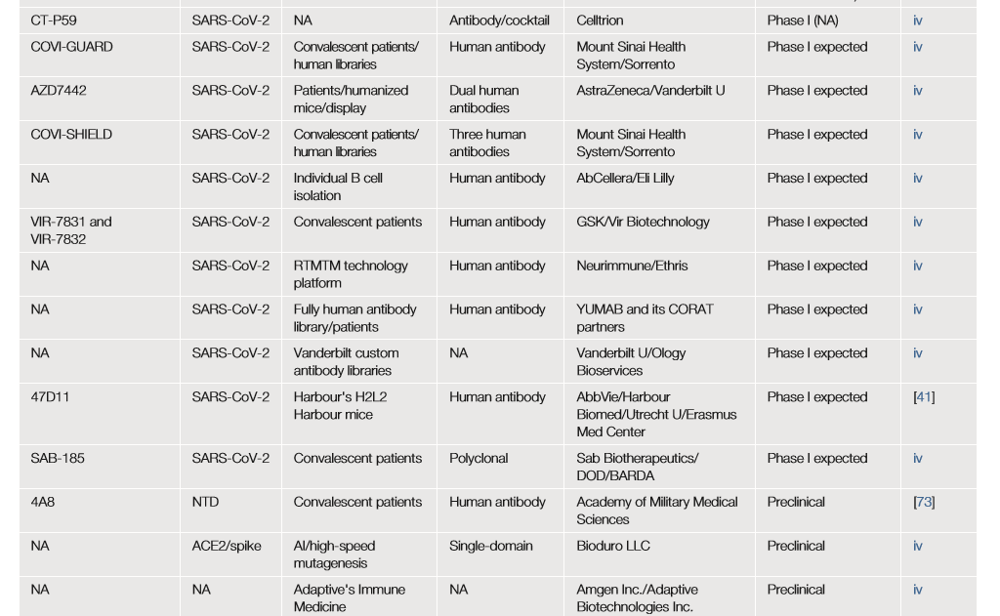 CT-P59 SARS-CoV-2 NA Antibody/cocktail Celltrion Phase I (NA) iv
COVI-GUARD SARS-CoV-2 Convalescent patients/ Human antibody Mount Sinai Health Phase I expected iv
human libraries System/Sorrento
AZD7442 SARS-CoV-2 Patients/humanized Dual human AstraZeneca/Vanderbilt U Phase I expected iv
mice/display antibodies
COVI-SHIELD SARS-CoV-2 Convalescent patients/ Three human Mount Sinai Health Phase I expected iv
human libraries antibodies System/Sorrento
NA SARS-CoV-2 Individual B cell Human antibody AbCellera/Eli Lilly Phase I expected iv
isolation
VIR-7831 and SARS-CoV-2 Convalescent patients Human antibody GSK/Vir Biotechnology Phase I expected iv
VIR-7832
NA SARS-CoV-2 RTMTM technology Human antibody Neurimmune/Ethris Phase I expected iv
platform
NA SARS-CoV-2 Fully human antibody Human antibody YUMAB and its CORAT Phase I expected iv
library/patients partners
NA SARS-CoV-2 Vanderbilt custom NA Vanderbilt U/Ology Phase I expected iv
antibody libraries Bioservices
47D11 SARS-CoV-2 Harbour's H2L2 Human antibody AbbVie/Harbour Phase I expected [41]
Harbour mice Biomed/Utrecht U/Erasmus
Med Center
SAB-185 SARS-CoV-2 Convalescent patients Polyclonal Sab Biotherapeutics/ Phase I expected iv
DOD/BARDA
4A8 NTD Convalescent patients Human antibody Academy of Military Medical Preclinical [73]
Sciences
NA ACE2/spike AI/high-speed Single-domain Bioduro LLC Preclinical iv
mutagenesis
NA NA Adaptive's Immune NA Amgen Inc./Adaptive Preclinical iv
Medicine Biotechnologies Inc.